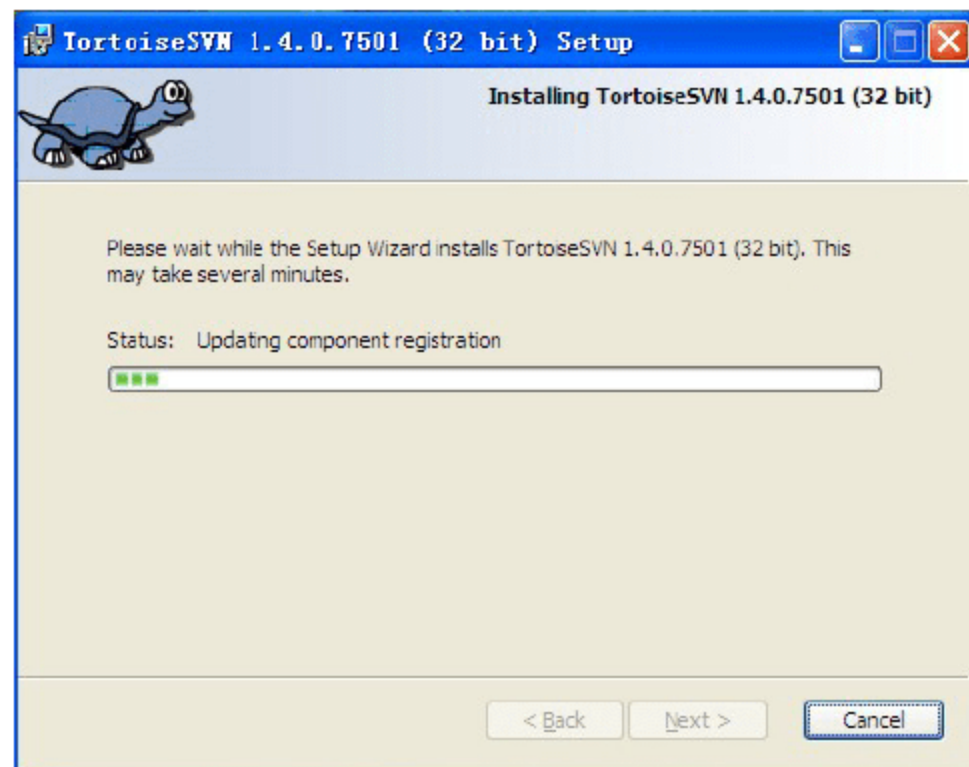 TortoiseSVN 1.4.0.7501 (32 bit) Setup
Installing TortoiseSVN 1.4.0.7501 (32 bit)
Please wait while the Setup Wizard installs TortoiseSVN 1.4.0.7501 (32 bit). This
may take several minutes.
Status: Updating component registration
< Back Next > Cancel